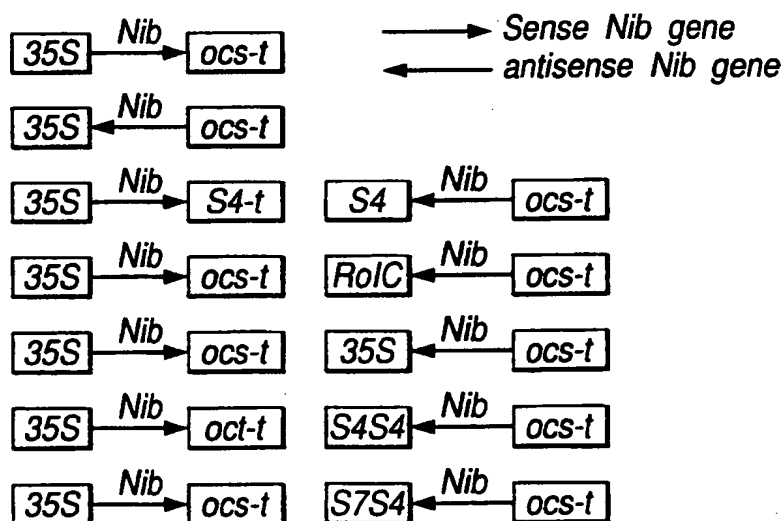 35S Nib ocs-t Sense Nib gene
antisense Nib gene
35S Nib ocs-t
35S Nib S4-t S4 Nib ocs-t
35S Nib ocs-t RolC Nib ocs-t
35S Nib ocs-t 35S Nib ocs-t
35S Nib oct-t S4S4 Nib ocs-t
35S Nib ocs-t S7S4 Nib ocs-t